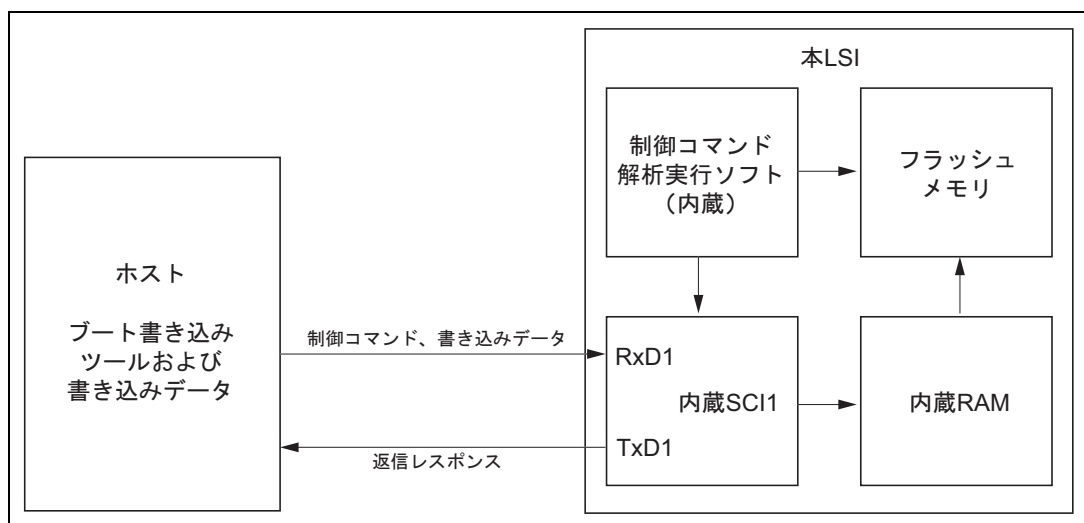 本LSI
制御コマンド
解析実行ソフト
（内蔵）
フラッシュ
メモリ
ホスト
ブート書き込み
ツールおよび
書き込みデータ
制御コマンド、書き込みデータ
RxD1
内蔵SCI1
内蔵RAM
TxD1
返信レスポンス